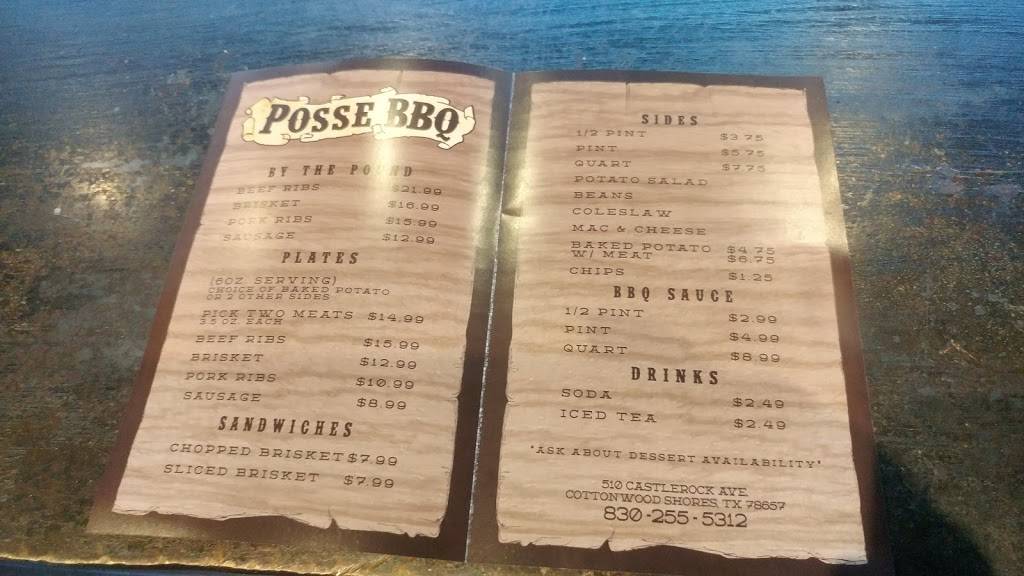 POSSE BBQ
BY THE POUND
BEEF RIBS $21.99
BRISKET $16.99
PORK RIBS $15.99
SAUSAGE $12.99
PLATES
(6OZ. SERVING)
CHOICE OF BAKED POTATO
OR 2 OTHER SIDES
PICK TWO MEATS $14.99
3.5 OZ. EACH
BEEF RIBS $15.99
BRISKET $12.99
PORK RIBS $10.99
SAUSAGE $8.99
SANDWICHES
CHOPPED BRISKET $7.99
SLICED BRISKET $7.99
SIDES
1/2 PINT $3.75
PINT $5.75
QUART $7.75
POTATO SALAD
BEANS
COLESLAW
MAC & CHEESE
BAKED POTATO $4.75
W/ MEAT $6.75
CHIPS $1.25
BBQ SAUCE
1/2 PINT $2.99
PINT $4.99
QUART $8.99
DRINKS
SODA $2.49
ICED TEA $2.49
*ASK ABOUT DESSERT AVAILABILITY*
510 CASTLEROCK AVE.
COTTONWOOD SHORES, TX 78657
830-255-5312